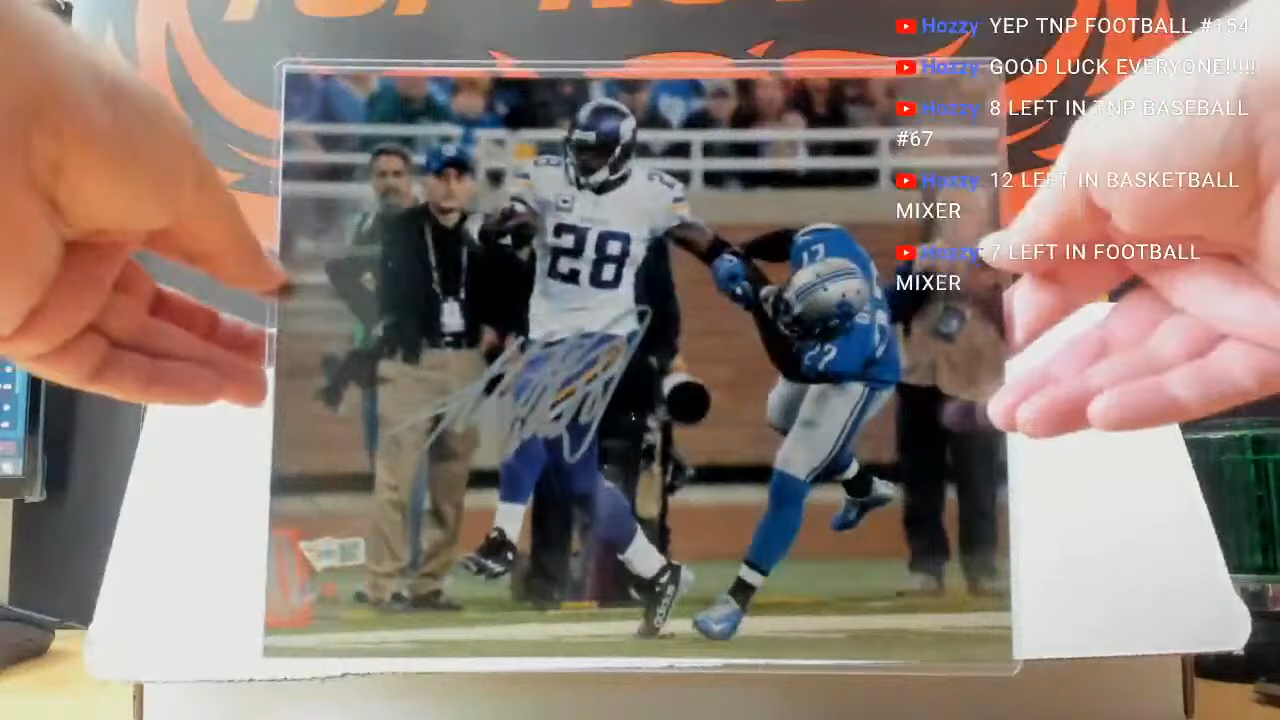 Hozzy YEP TNP FOOTBALL #154
Hozzy GOOD LUCK EVERYONE!!!!!
Hozzy 8 LEFT IN TNP BASEBALL
#67
Hozzy 12 LEFT IN BASKETBALL
MIXER
Hozzy 7 LEFT IN FOOTBALL
MIXER
28